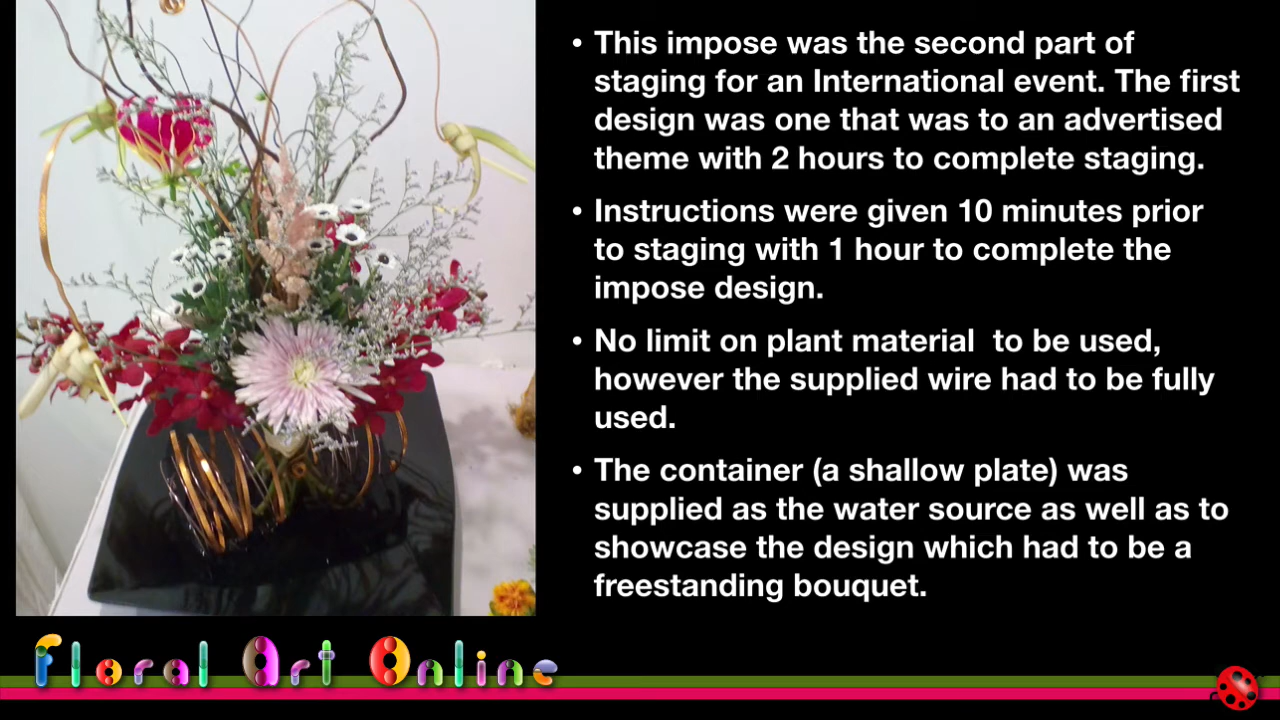 • This impose was the second part of
staging for an International event. The first
design was one that was to an advertised
theme with 2 hours to complete staging.
• Instructions were given 10 minutes prior
to staging with 1 hour to complete the
impose design.
• No limit on plant material  to be used,
however the supplied wire had to be fully
used.
• The container (a shallow plate) was
supplied as the water source as well as to
showcase the design which had to be a
freestanding bouquet.
Floral Art Online